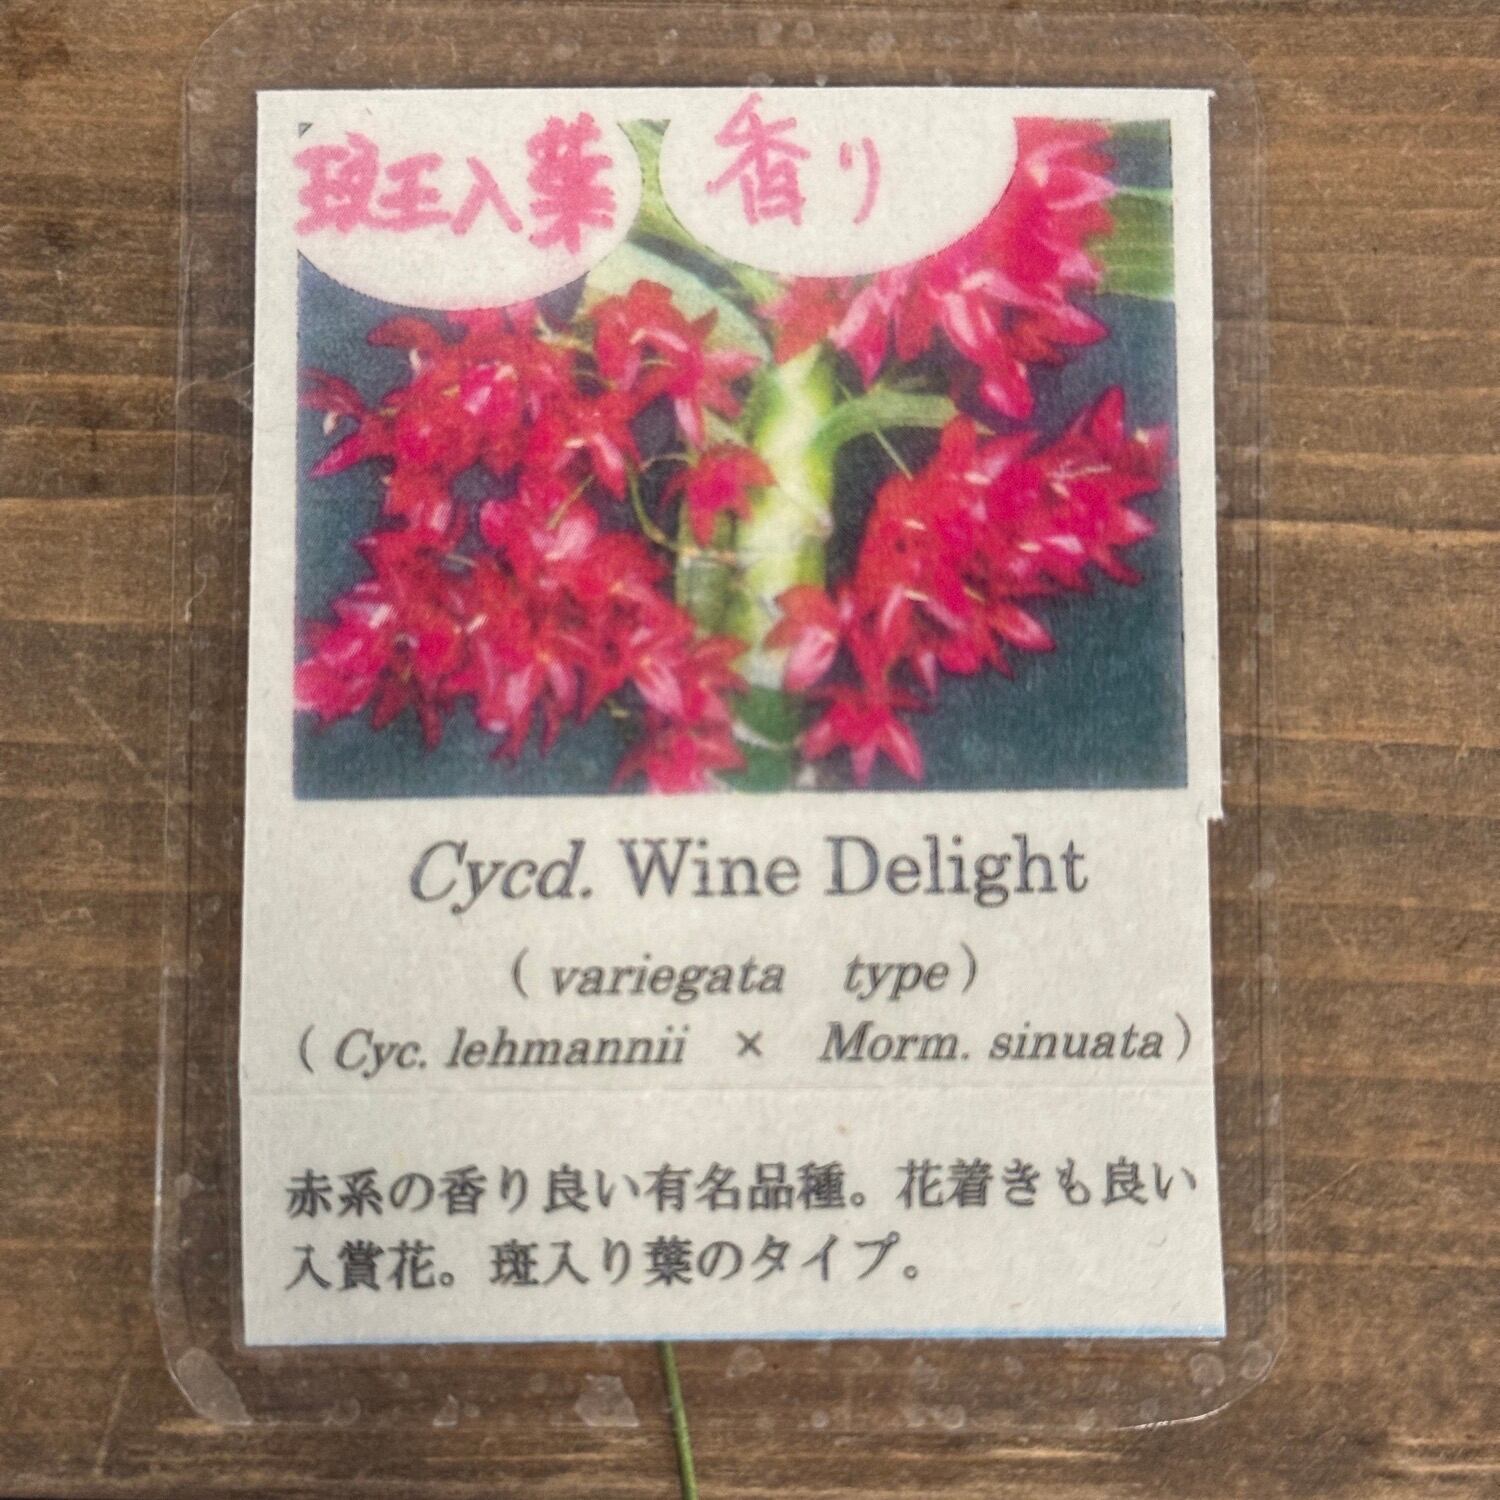 斑入葉
香り
Cycd. Wine Delight
( variegata type )
( Cyc. lehmannii × Morm. sinuata )
赤系の香り良い有名品種。花着きも良い
入賞花。斑入り葉のタイプ。